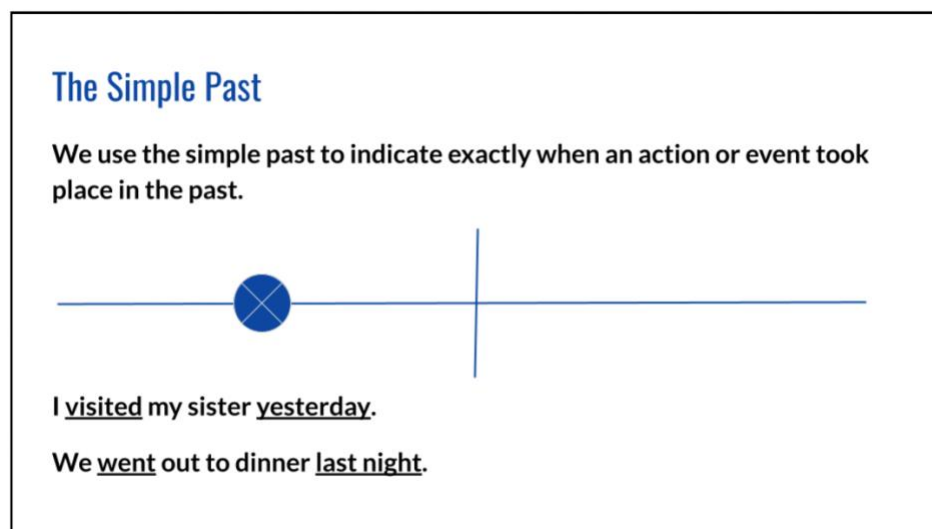 The Simple Past
We use the simple past to indicate exactly when an action or event took
place in the past.
I visited my sister yesterday.
We went out to dinner last night.